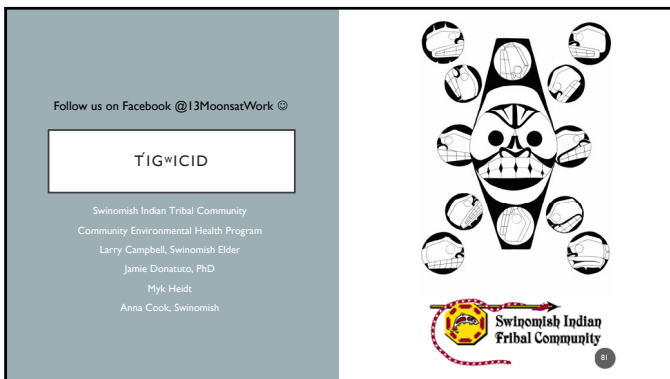 Follow us on Facebook @13MoonsatWork ☺
T̓IGʷICID
Swinomish Indian Tribal Community
Community Environmental Health Program
Larry Campbell, Swinomish Elder
Jamie Donatuto, PhD
Myk Heidt
Anna Cook, Swinomish
Swinomish Indian
Tribal Community
81